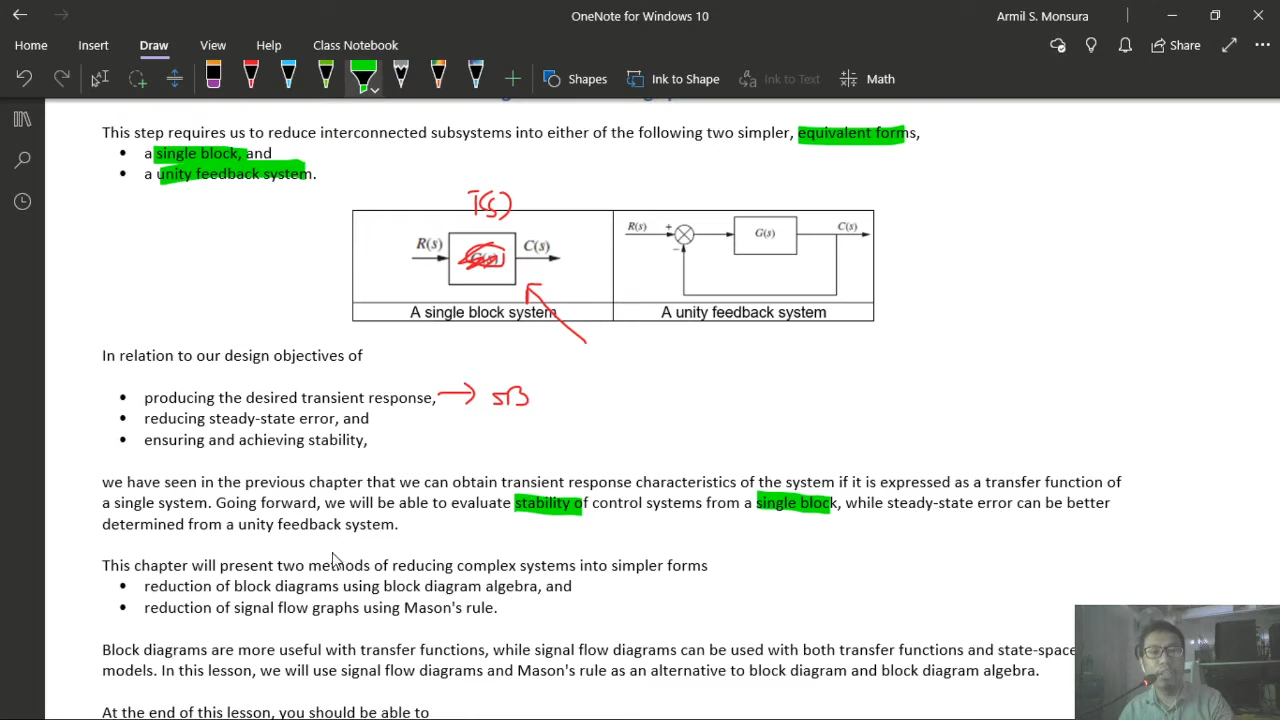 OneNote for Windows 10
Armil S. Monsura
Home Insert Draw View Help Class Notebook Share
Shapes Ink to Shape Ink to Text Math
This step requires us to reduce interconnected subsystems into either of the following two simpler, equivalent forms,
• a single block, and
• a unity feedback system.
T(s)
R(s) C(s)
R(s) + − G(s) C(s)
A single block system A unity feedback system
In relation to our design objectives of
• producing the desired transient response, → SB
• reducing steady-state error, and
• ensuring and achieving stability,
we have seen in the previous chapter that we can obtain transient response characteristics of the system if it is expressed as a transfer function of
a single system. Going forward, we will be able to evaluate stability of control systems from a single block, while steady-state error can be better
determined from a unity feedback system.
This chapter will present two methods of reducing complex systems into simpler forms
• reduction of block diagrams using block diagram algebra, and
• reduction of signal flow graphs using Mason's rule.
Block diagrams are more useful with transfer functions, while signal flow diagrams can be used with both transfer functions and state-space
models. In this lesson, we will use signal flow diagrams and Mason's rule as an alternative to block diagram and block diagram algebra.
At the end of this lesson, you should be able to